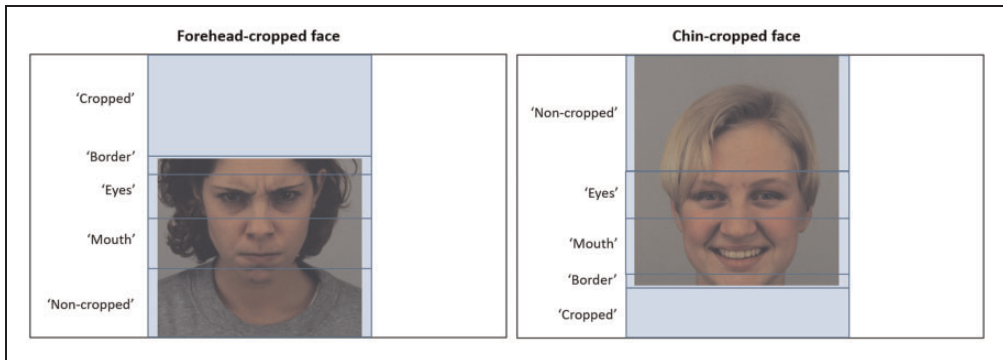 Forehead-cropped face
'Cropped'
'Border'
'Eyes'
'Mouth'
'Non-cropped'
Chin-cropped face
'Non-cropped'
'Eyes'
'Mouth'
'Border'
'Cropped'